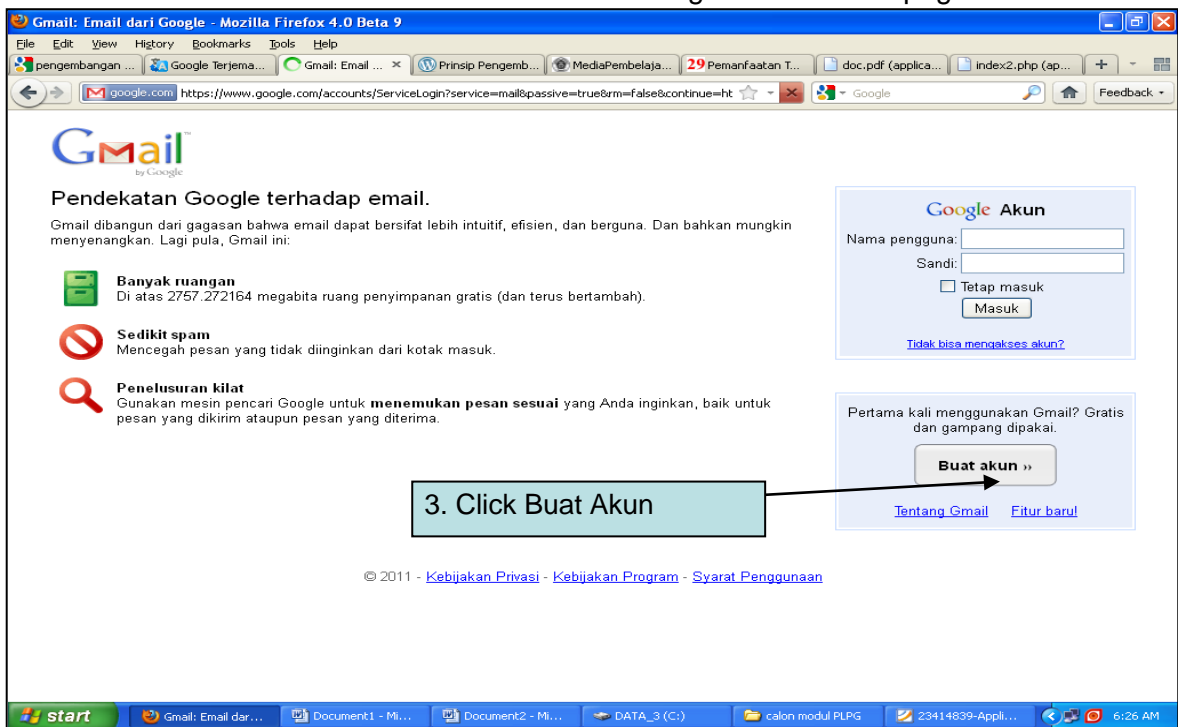 Gmail: Email dari Google - Mozilla Firefox 4.0 Beta 9
File Edit View History Bookmarks Tools Help
pengembangan ... Google Terjema... Gmail: Email ... × Prinsip Pengemb... MediaPembelaja... 29 Pemanfaatan T... doc.pdf (applica... index2.php (ap...
google.com https://www.google.com/accounts/ServiceLogin?service=mail&passive=true&rm=false&continue=ht Google Feedback
Gmail™
by Google
Pendekatan Google terhadap email.
Gmail dibangun dari gagasan bahwa email dapat bersifat lebih intuitif, efisien, dan berguna. Dan bahkan mungkin
menyenangkan. Lagi pula, Gmail ini:
Banyak ruangan
Di atas 2757.272164 megabita ruang penyimpanan gratis (dan terus bertambah).
Sedikit spam
Mencegah pesan yang tidak diinginkan dari kotak masuk.
Penelusuran kilat
Gunakan mesin pencari Google untuk menemukan pesan sesuai yang Anda inginkan, baik untuk
pesan yang dikirim ataupun pesan yang diterima.
Google Akun
Nama pengguna:
Sandi:
Tetap masuk
Masuk
Tidak bisa mengakses akun?
Pertama kali menggunakan Gmail? Gratis
dan gampang dipakai.
Buat akun »
Tentang Gmail Fitur baru!
3. Click Buat Akun
© 2011 - Kebijakan Privasi - Kebijakan Program - Syarat Penggunaan
start Gmail: Email dar... Document1 - Mi... Document2 - Mi... DATA_3 (C:) calon modul PLPG 23414839-Appli... 6:26 AM